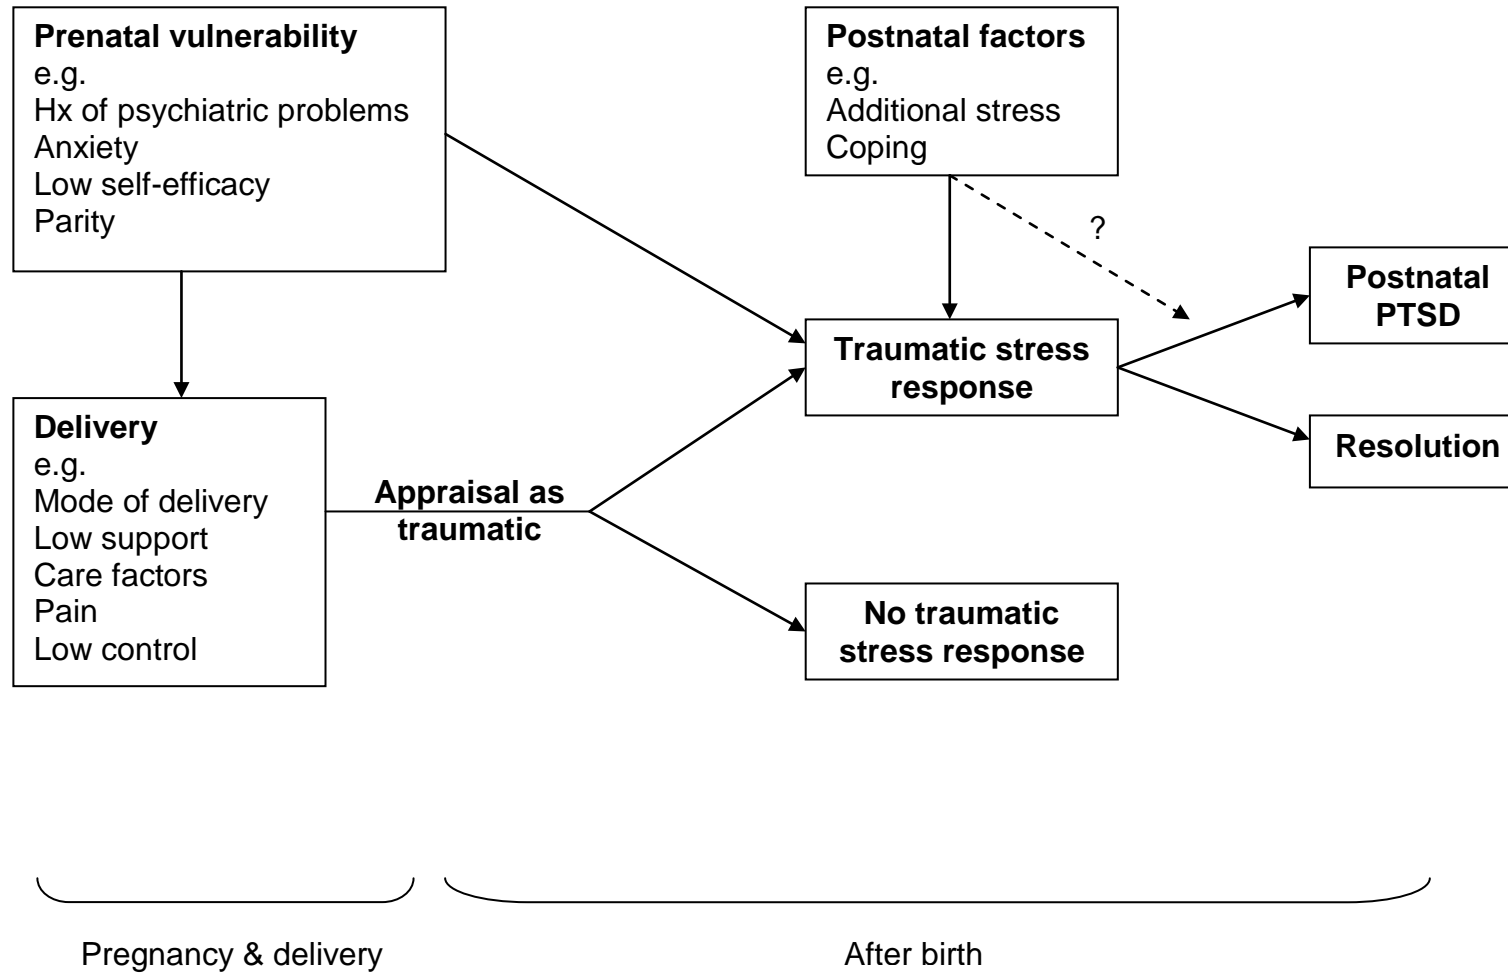 Prenatal vulnerability
e.g.
Hx of psychiatric problems
Anxiety
Low self-efficacy
Parity
Postnatal factors
e.g.
Additional stress
Coping
?
Postnatal
PTSD
Traumatic stress
response
Resolution
Delivery
e.g.
Mode of delivery
Low support
Care factors
Pain
Low control
Appraisal as
traumatic
No traumatic
stress response
Pregnancy & delivery
After birth